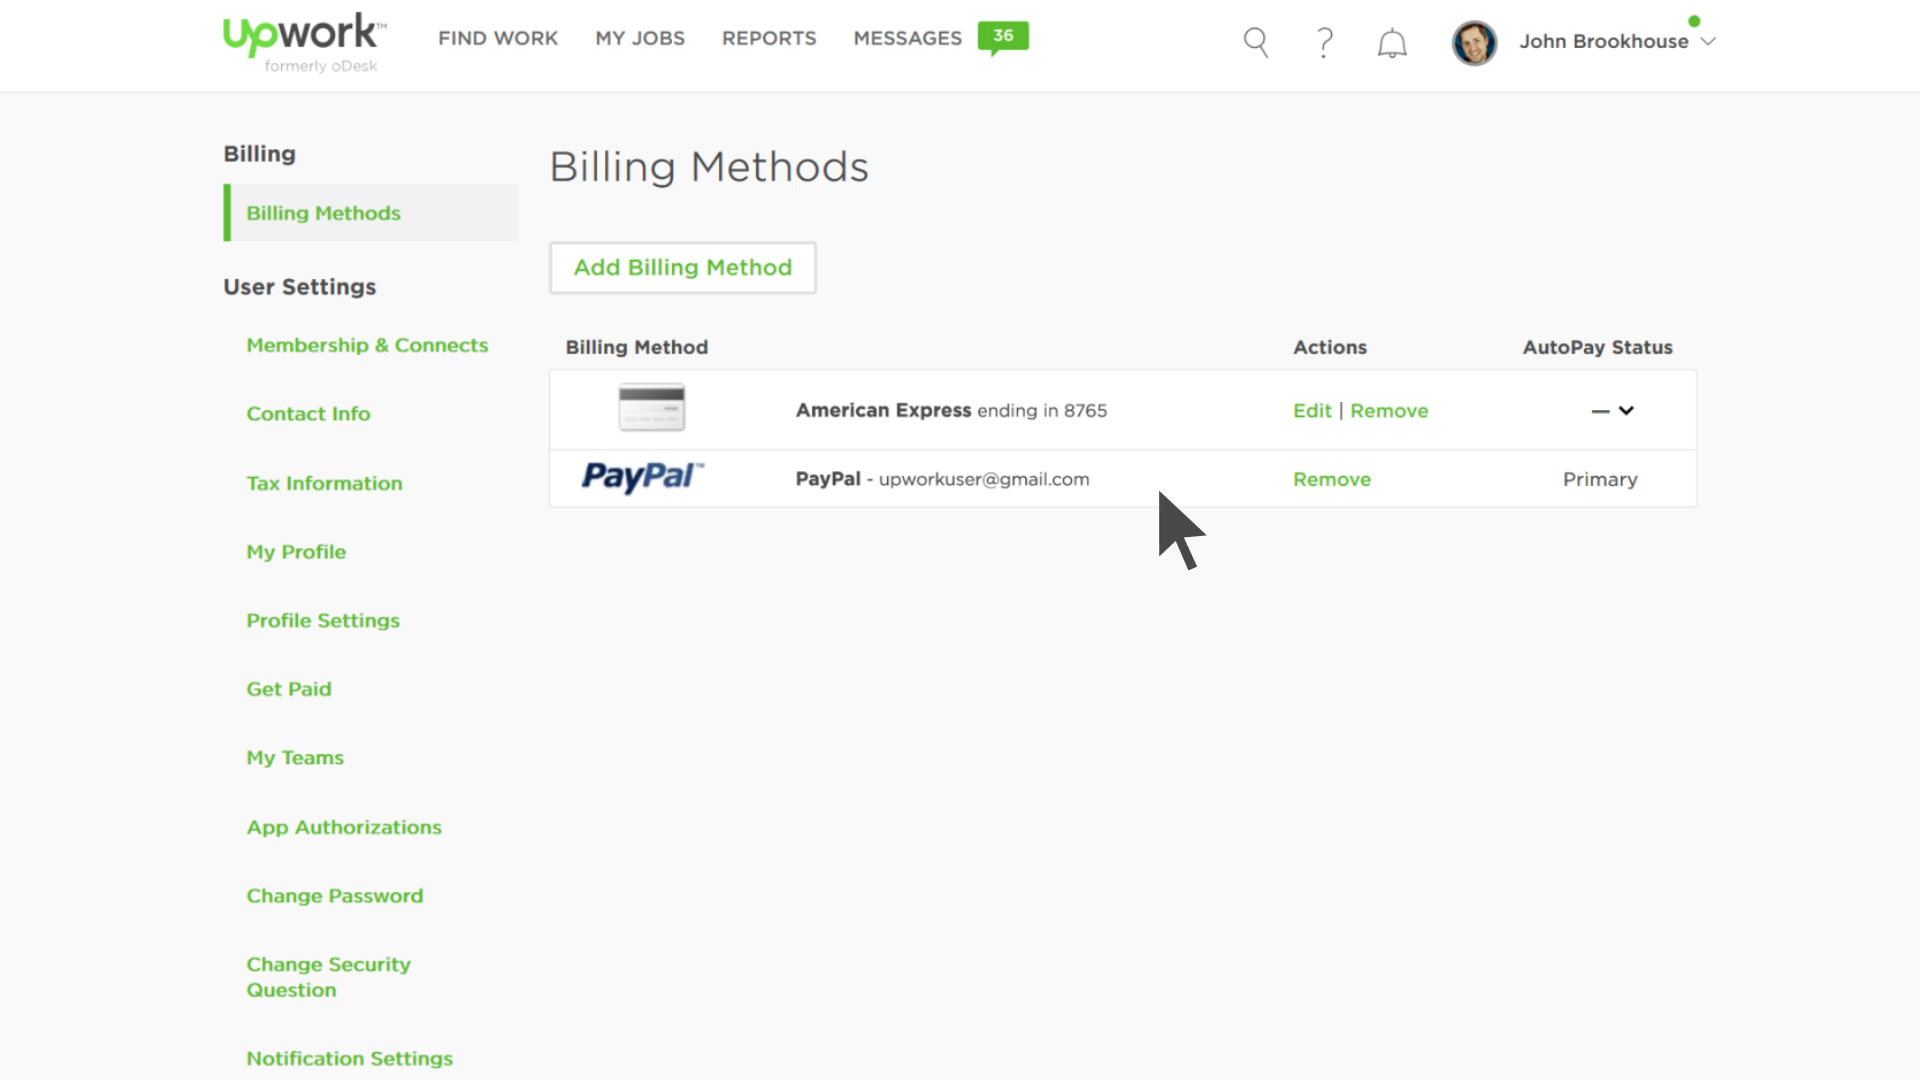 Upwork™
formerly oDesk
FIND WORK
MY JOBS
REPORTS
MESSAGES
36
?
John Brookhouse
Billing
Billing Methods
User Settings
Membership & Connects
Contact Info
Tax Information
My Profile
Profile Settings
Get Paid
My Teams
App Authorizations
Change Password
Change Security
Question
Notification Settings
Billing Methods
Add Billing Method
Billing Method
Actions
AutoPay Status
American Express ending in 8765
Edit | Remove
—
PayPal™
PayPal - upworkuser@gmail.com
Remove
Primary